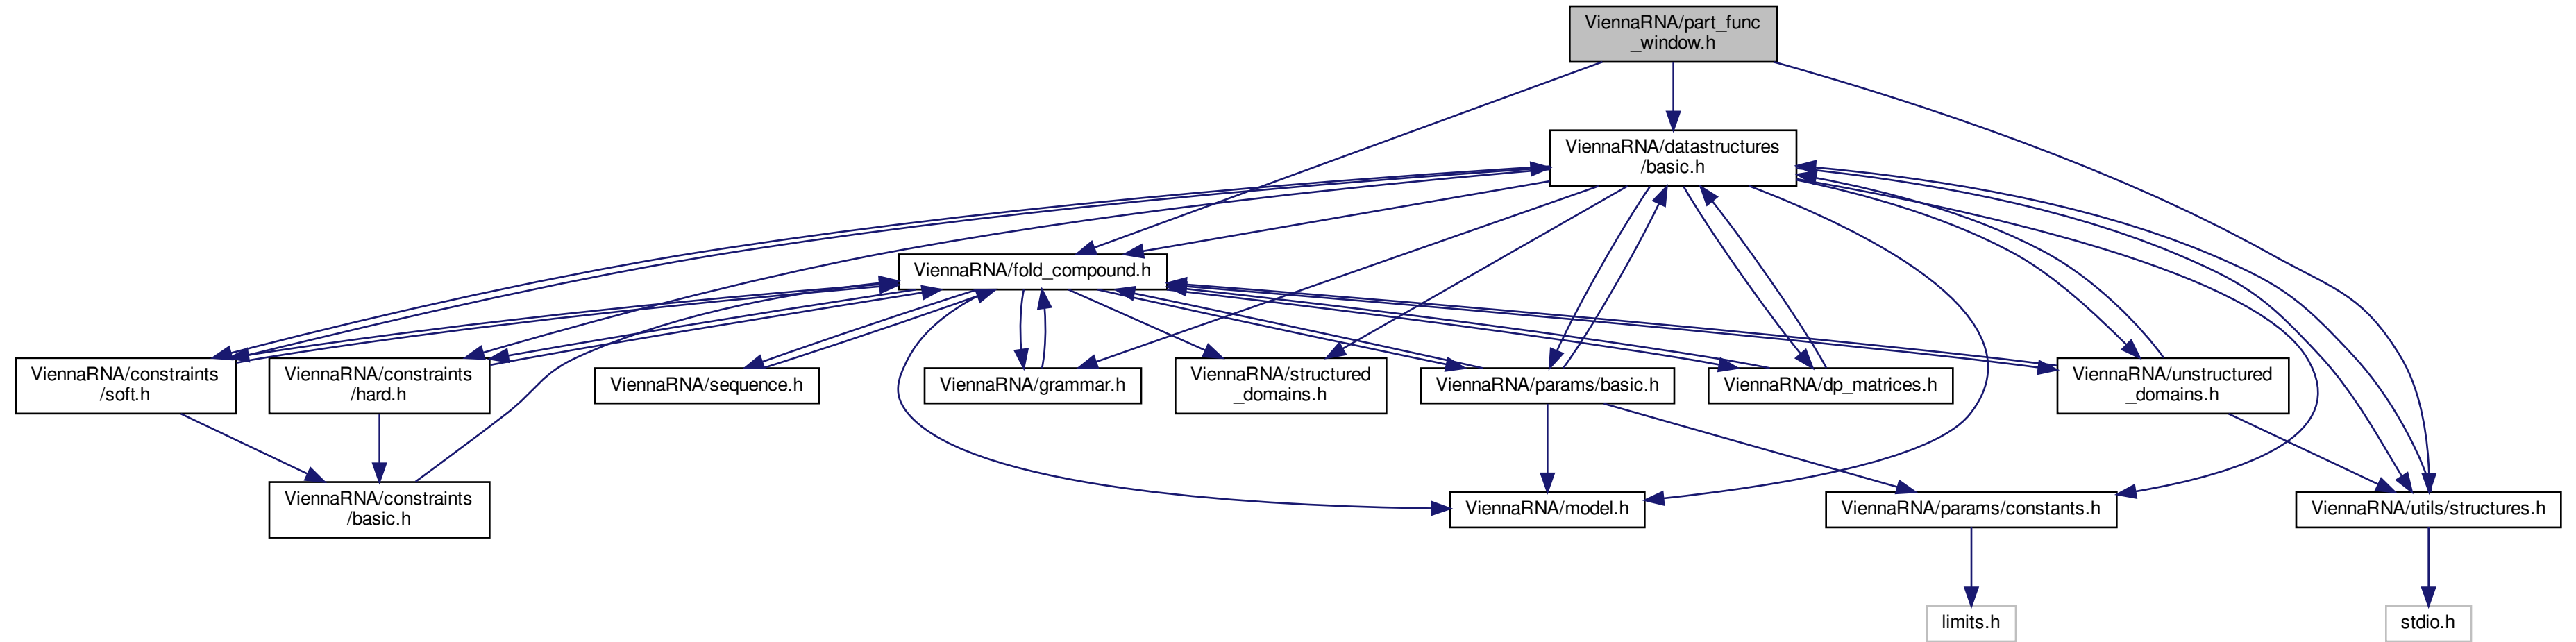 ViennaRNA/part_func
_window.h
ViennaRNA/datastructures
/basic.h
ViennaRNA/fold_compound.h
ViennaRNA/constraints
/soft.h
ViennaRNA/constraints
/hard.h
ViennaRNA/sequence.h
ViennaRNA/grammar.h
ViennaRNA/structured
_domains.h
ViennaRNA/params/basic.h
ViennaRNA/dp_matrices.h
ViennaRNA/unstructured
_domains.h
ViennaRNA/constraints
/basic.h
ViennaRNA/model.h
ViennaRNA/params/constants.h
ViennaRNA/utils/structures.h
limits.h
stdio.h